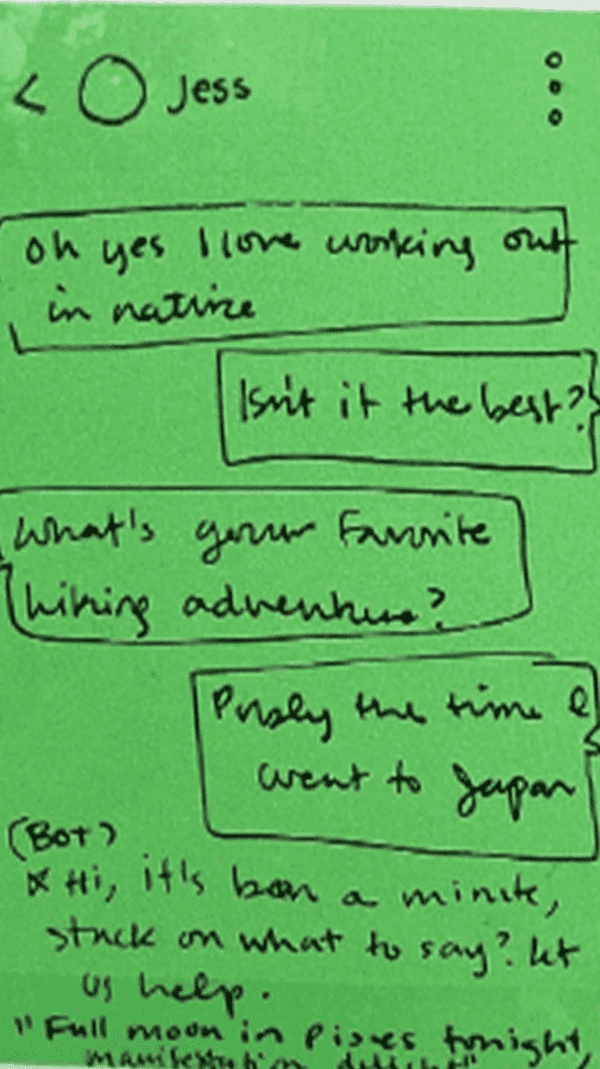 < Jess
Oh yes I love working out
in nature
Isn't it the best?
What's your Favorite
hiking adventure?
Probly the time I
went to Japan
(Bot)
Hi, it's been a minute,
stuck on what to say? let
us help.
"Full moon in Pisces tonight,
manifestation